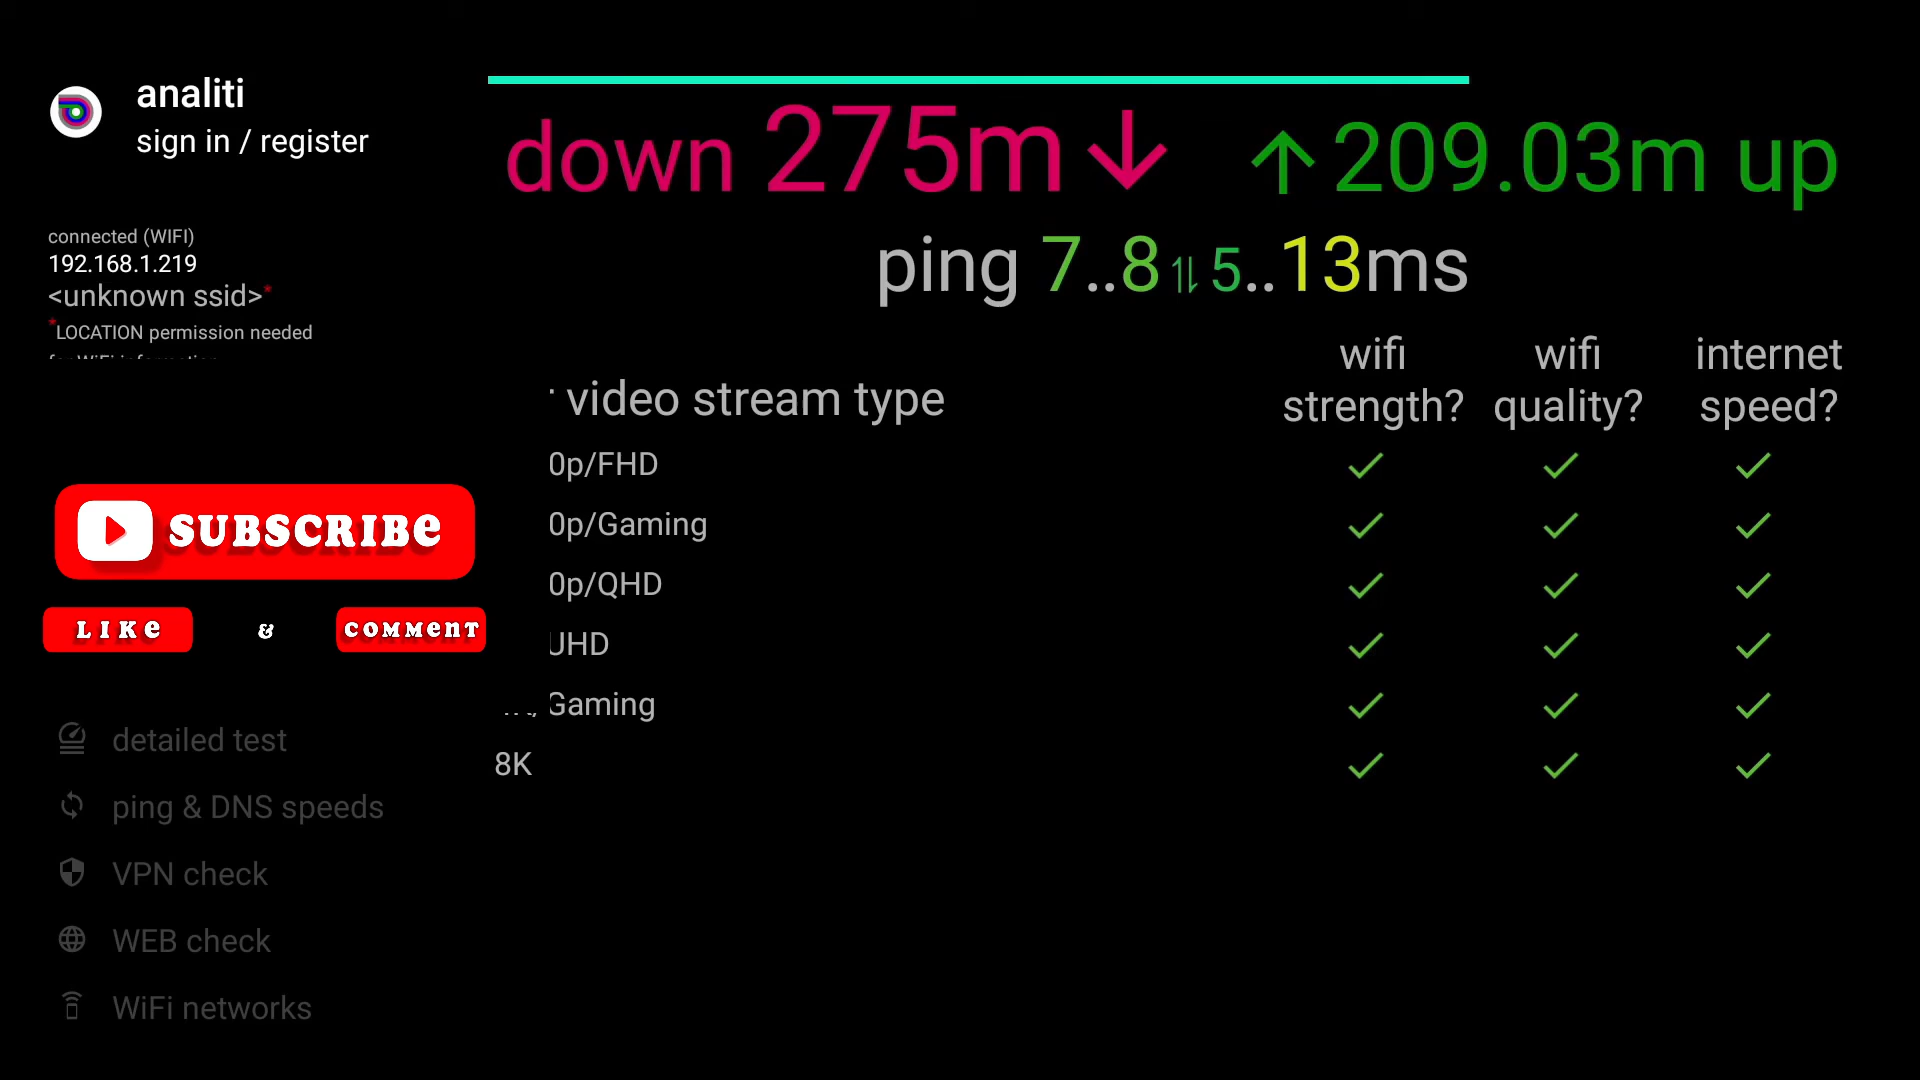 analiti
sign in / register
down 275m↓ ↑209.03m up
ping 7..8⇅5..13ms
connected (WIFI)
192.168.1.219
<unknown ssid>*
*LOCATION permission needed
video stream type
wifi strength?
wifi quality?
internet speed?
0p/FHD ✓ ✓ ✓
0p/Gaming ✓ ✓ ✓
0p/QHD ✓ ✓ ✓
UHD ✓ ✓ ✓
Gaming ✓ ✓ ✓
8K ✓ ✓ ✓
SUBSCRIBe
LIKe & COMMeNT
detailed test
ping & DNS speeds
VPN check
WEB check
WiFi networks